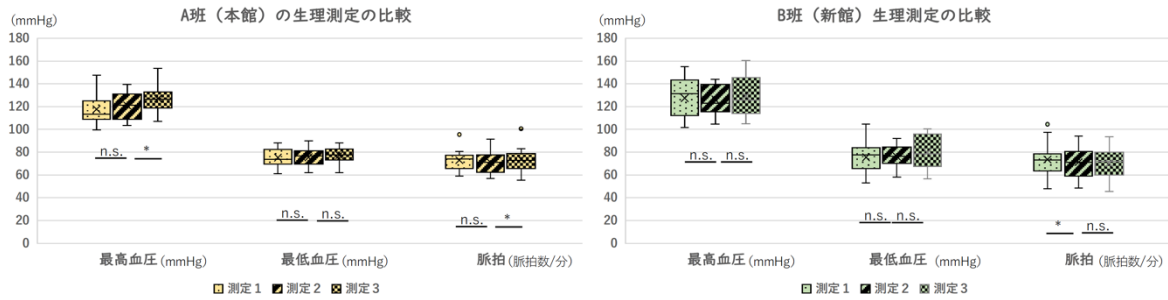 A班（本館）の生理測定の比較
(mmHg)
180
160
140
120
100
80
60
40
20
0
n.s.
*
n.s.
n.s.
n.s.
*
最高血圧(mmHg)
最低血圧(mmHg)
脈拍(脈拍数/分)
測定1
測定2
測定3
B班（新館）生理測定の比較
(mmHg)
180
160
140
120
100
80
60
40
20
0
n.s.
n.s.
n.s.
n.s.
*
n.s.
最高血圧(mmHg)
最低血圧 (mmHg)
脈拍(脈拍数/分)
測定1
測定2
測定3